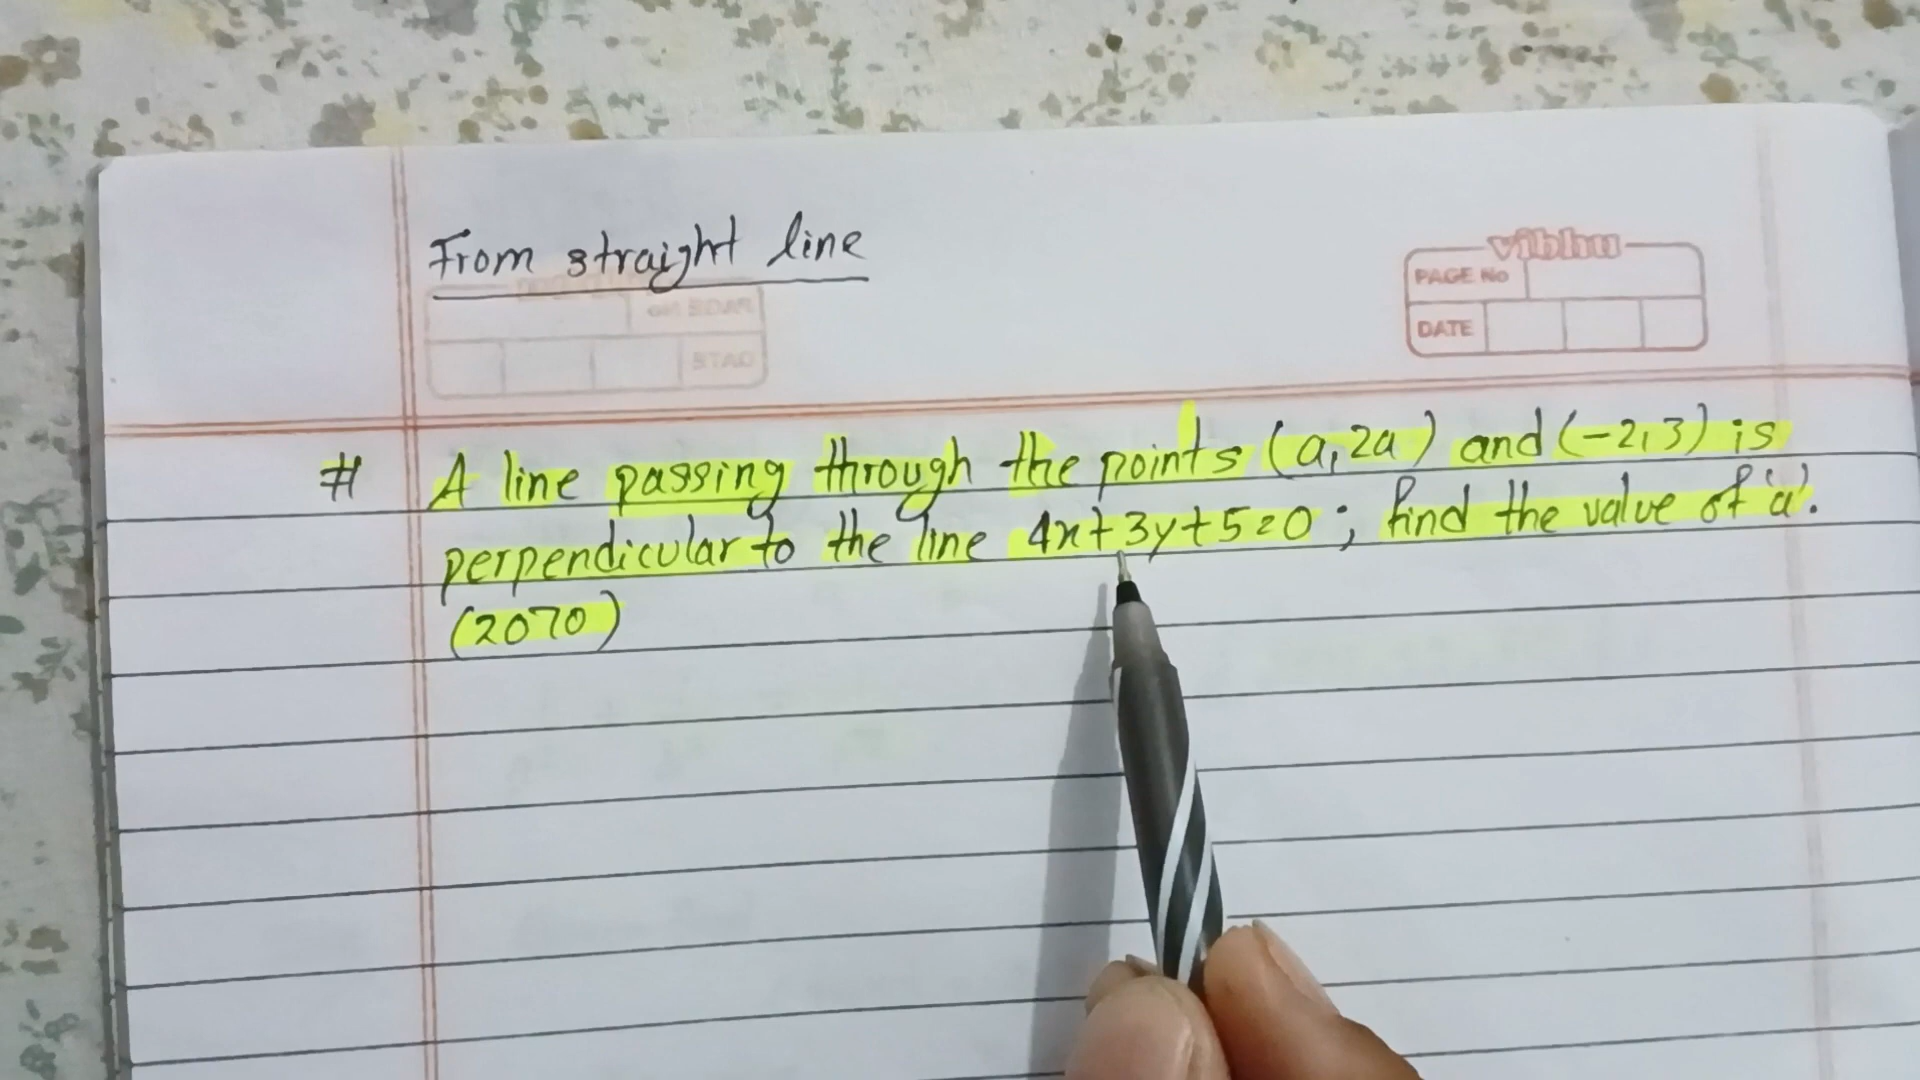 From straight line
vibhu
PAGE No
DATE
# A line passing through the points (a,2a) and (-2,3) is
perpendicular to the line 4x+3y+5=0; find the value of 'a'.
(2070)